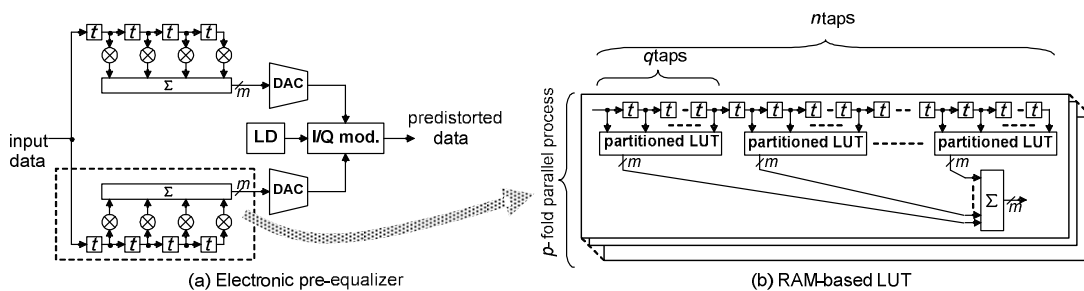 t t t t
Σ
m
DAC
input
data
LD
I/Q mod.
predistorted
data
Σ
m
DAC
t t t t
(a) Electronic pre-equalizer
ntaps
qtaps
p-fold parallel process
t t t t t t t t t
partitioned LUT
partitioned LUT
partitioned LUT
m
m
m
Σ
m
(b) RAM-based LUT